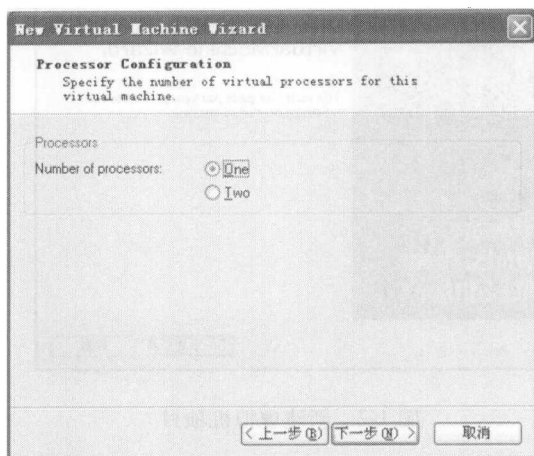 New Virtual Machine Wizard
Processor Configuration
Specify the number of virtual processors for this
virtual machine.
Processors
Number of processors:
One
Two
< 上一步(B)
下一步(N) >
取消